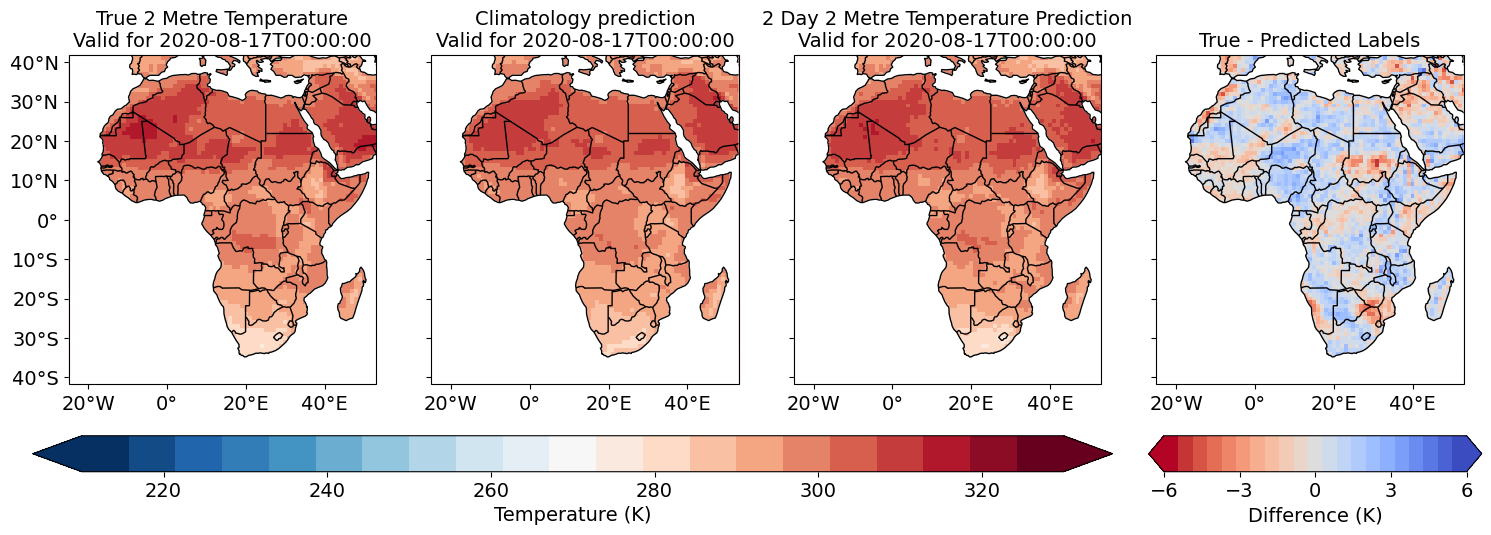 True 2 Metre Temperature
Valid for 2020-08-17T00:00:00
Climatology prediction
Valid for 2020-08-17T00:00:00
2 Day 2 Metre Temperature Prediction
Valid for 2020-08-17T00:00:00
True - Predicted Labels
40°N
30°N
20°N
10°N
0°
10°S
20°S
30°S
40°S
20°W 0° 20°E 40°E
20°W 0° 20°E 40°E
20°W 0° 20°E 40°E
20°W 0° 20°E 40°E
220 240 260 280 300 320
Temperature (K)
−6 −3 0 3 6
Difference (K)